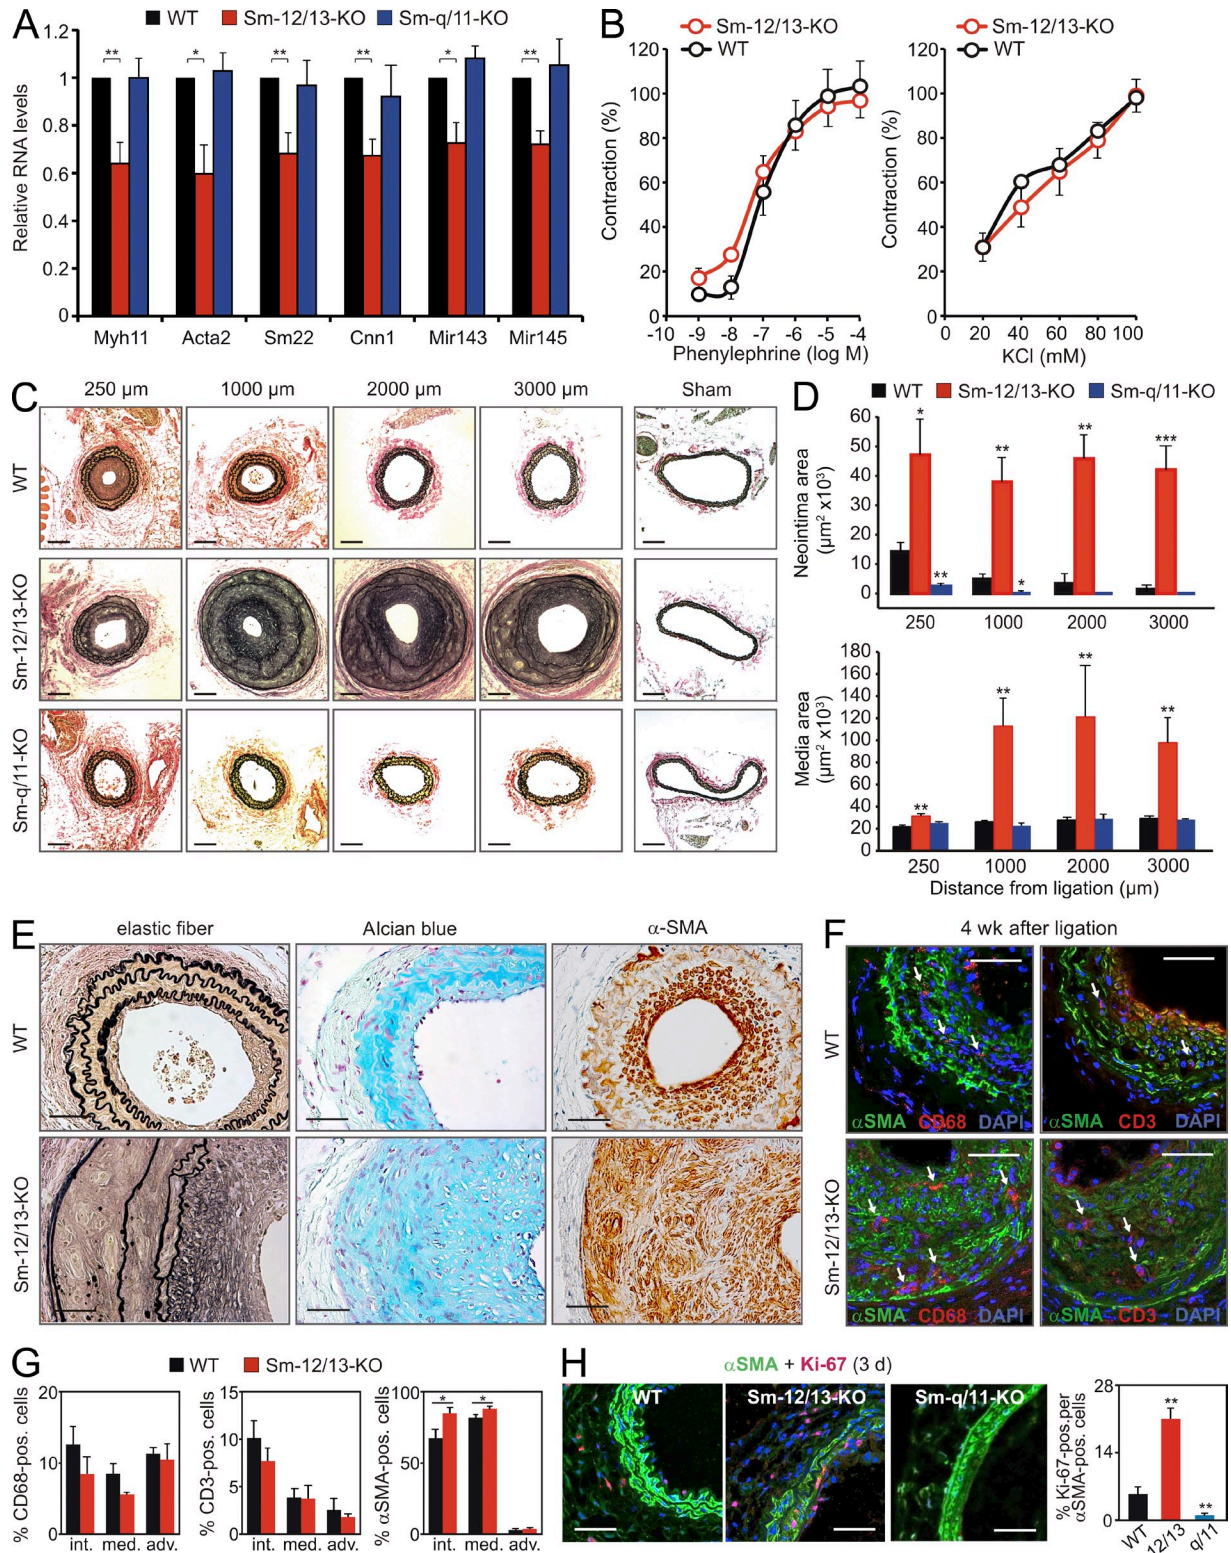 A
WT Sm-12/13-KO Sm-q/11-KO
Relative RNA levels
1.2
1
0.8
0.6
0.4
0.2
0
** * ** ** * **
Myh11 Acta2 Sm22 Cnn1 Mir143 Mir145
B
Sm-12/13-KO
WT
Contraction (%)
120
100
80
60
40
20
0
-10 -9 -8 -7 -6 -5 -4
Phenylephrine (log M)
Sm-12/13-KO
WT
Contraction (%)
120
100
80
60
40
20
0
0 20 40 60 80 100
KCl (mM)
C
250 µm 1000 µm 2000 µm 3000 µm Sham
WT
Sm-12/13-KO
Sm-q/11-KO
D
WT Sm-12/13-KO Sm-q/11-KO
Neointima area
(µm² x10³)
60
50
40
30
20
10
0
* ** ** ***
** *
250 1000 2000 3000
Media area
(µm² x10³)
180
160
140
120
100
80
60
40
20
0
** ** ** **
250 1000 2000 3000
Distance from ligation (µm)
E
elastic fiber Alcian blue α-SMA
WT
Sm-12/13-KO
F
4 wk after ligation
WT
αSMA CD68 DAPI
αSMA CD3 DAPI
Sm-12/13-KO
αSMA CD68 DAPI
αSMA CD3 DAPI
G
WT Sm-12/13-KO
% CD68-pos. cells
20
10
0
int. med. adv.
% CD3-pos. cells
15
10
5
0
int. med. adv.
% αSMA-pos. cells
100
50
0
* *
int. med. adv.
H
αSMA + Ki-67 (3 d)
WT Sm-12/13-KO Sm-q/11-KO
% Ki-67-pos.per
αSMA-pos. cells
28
14
0
**
**
WT 12/13 q/11